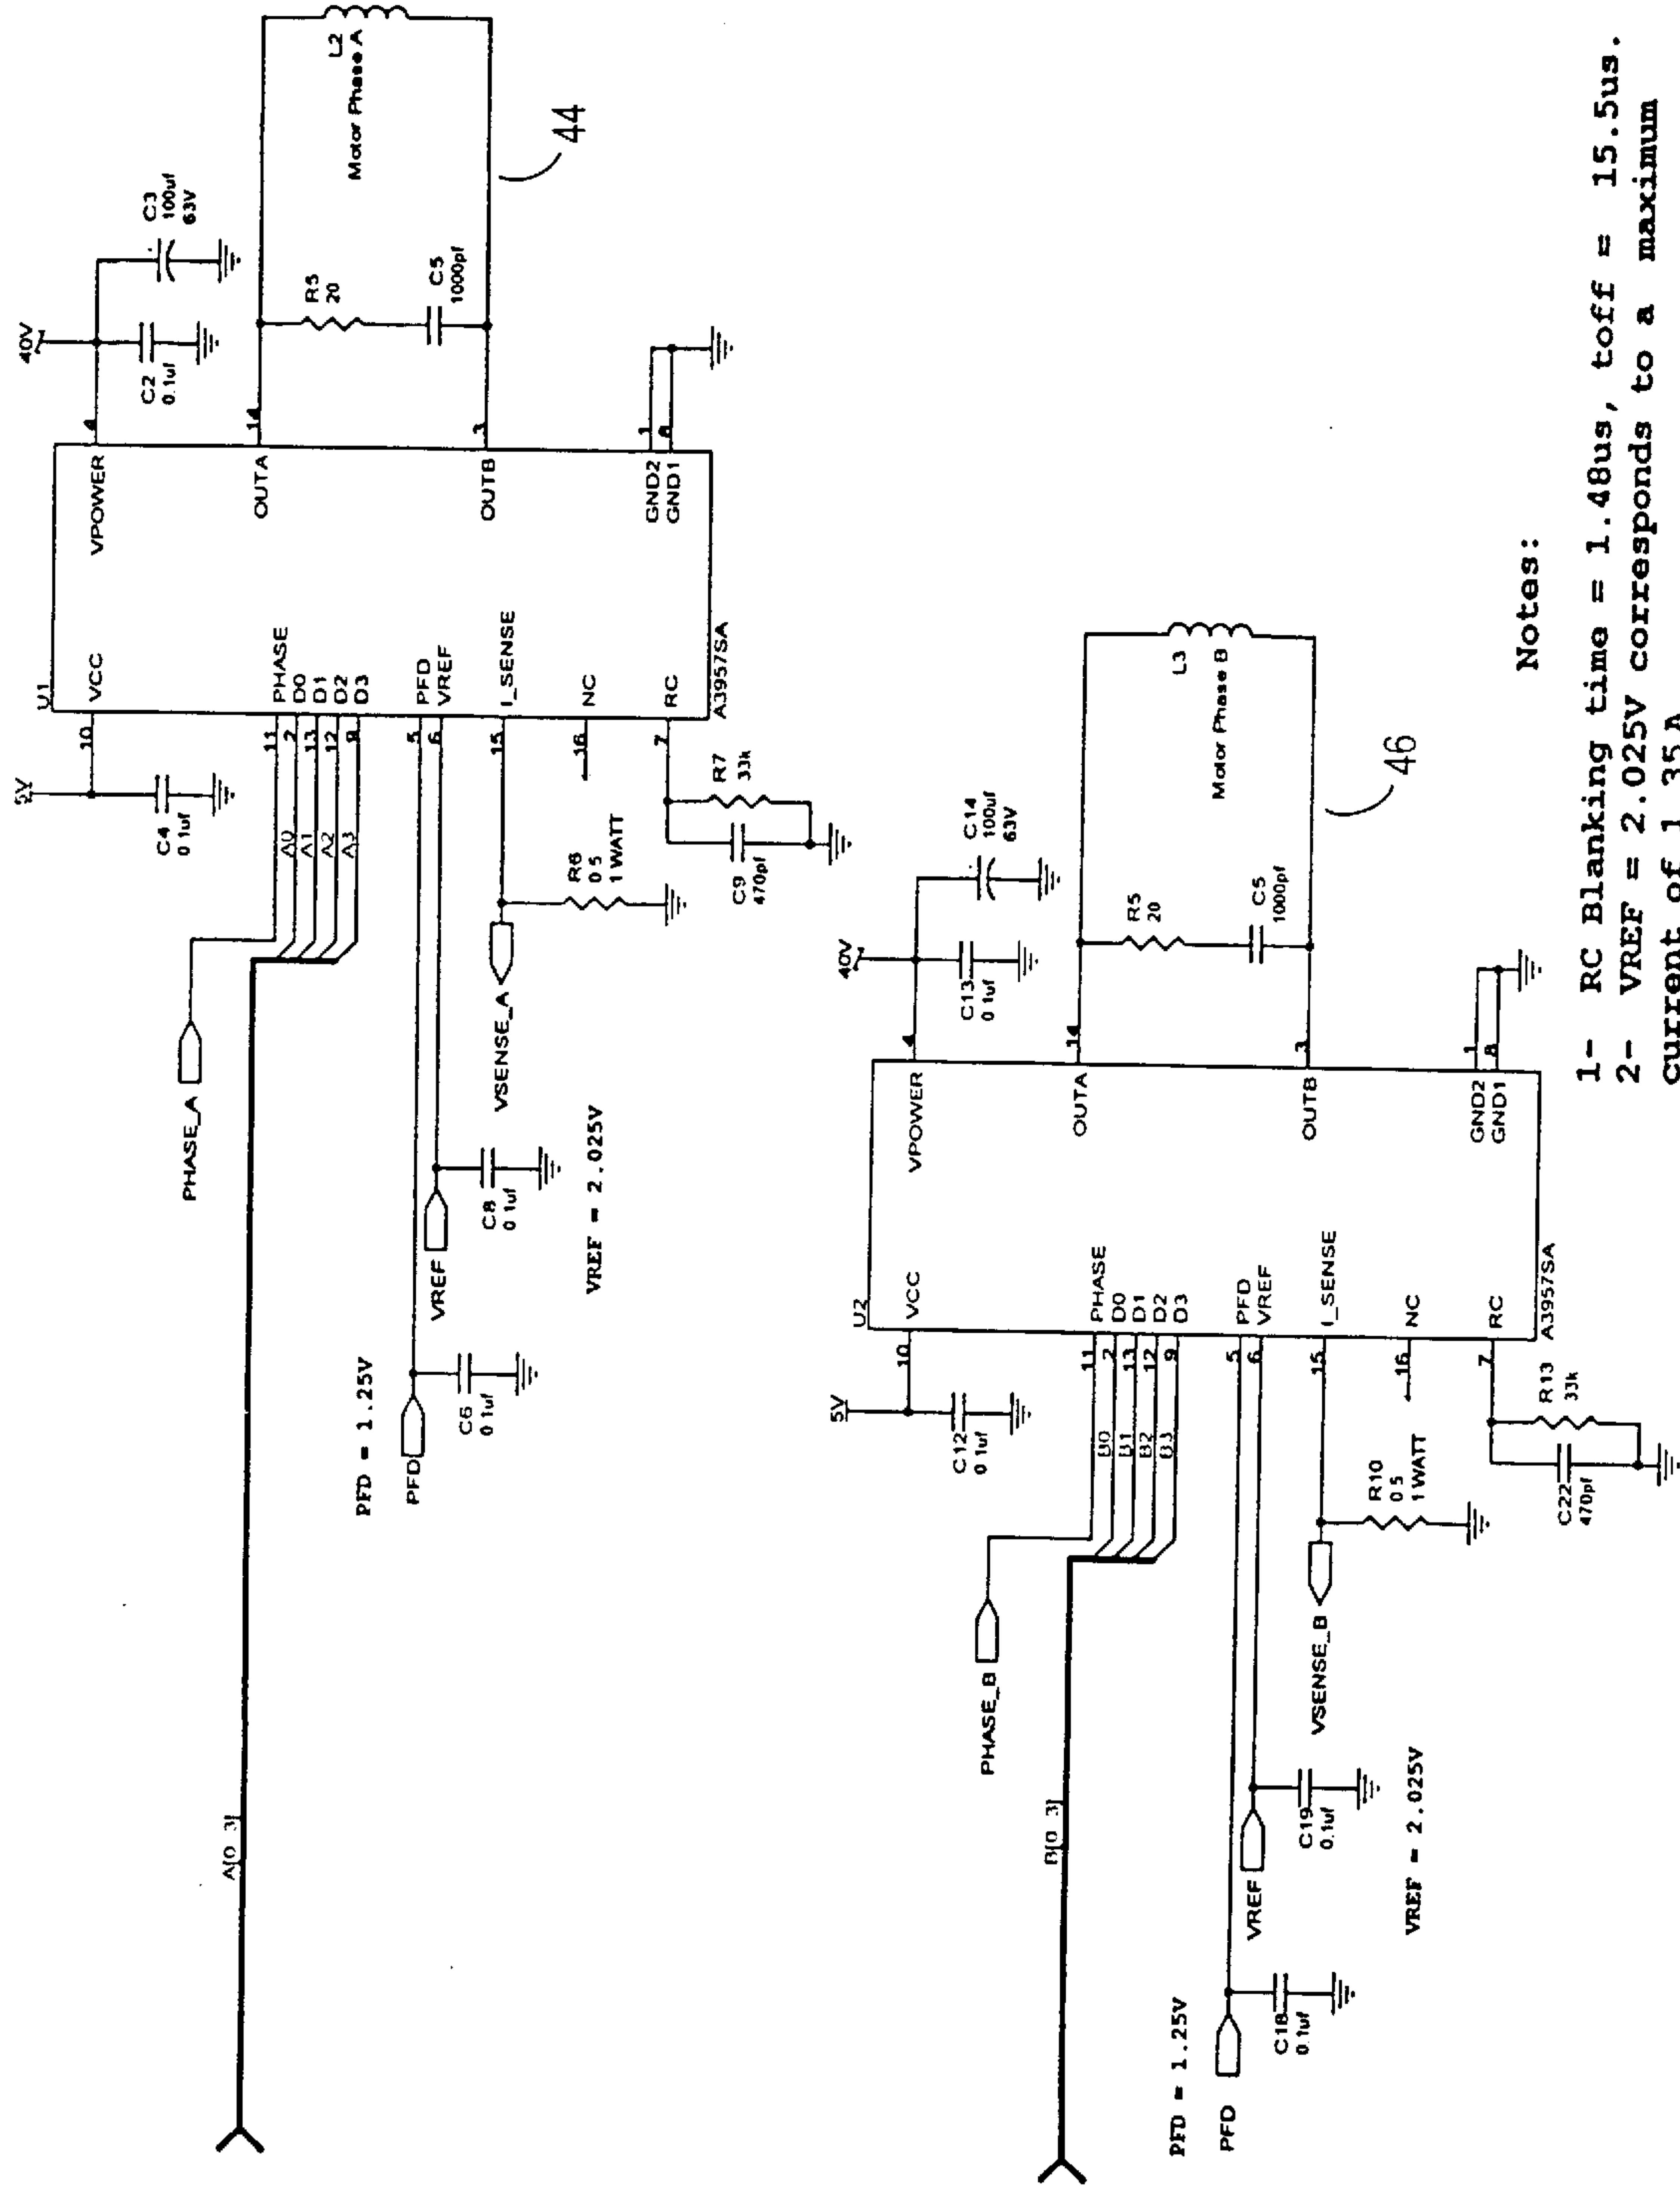 5V
40V
C4
0.1uf
C2
0.1uf
C3
100uf
63V
U1
10
VCC
VPOWER
4
PHASE_A
11
PHASE
A0
2
D0
A1
13
D1
A2
12
D2
A3
9
D3
OUTA
14
A[0 3]
R5
20
L2
Motor Phase A
C5
1000pf
44
PFD = 1.25V
PFD
C6
0.1uf
5
PFD
VREF
C8
0.1uf
6
VREF
VREF = 2.025V
VSENSE_A
15
I_SENSE
OUTB
3
R6
0.5
1 WATT
16
NC
7
RC
GND2
1
GND1
8
C9
470pf
R7
33k
A3957SA
5V
40V
C12
0.1uf
C13
0.1uf
C14
100uf
63V
U2
10
VCC
VPOWER
4
PHASE_B
11
PHASE
B0
2
D0
B1
13
D1
B2
12
D2
B3
9
D3
OUTA
14
B[0 3]
R5
20
L3
Motor Phase B
C5
1000pf
46
PFD = 1.25V
PFD
C18
0.1uf
5
PFD
VREF
C19
0.1uf
6
VREF
VREF = 2.025V
VSENSE_B
15
I_SENSE
OUTB
3
R10
0.5
1 WATT
16
NC
7
RC
GND2
1
GND1
8
C22
470pf
R13
33k
A3957SA
Notes:
1- RC Blanking time = 1.48us, toff = 15.5us.
2- VREF = 2.025V corresponds to a maximum
current of 1.35A